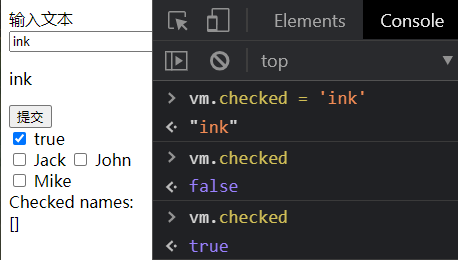 输入文本
ink
ink
提交
true
Jack John
Mike
Checked names:
[]
Elements Console
top
> vm.checked = 'ink'
"ink"
> vm.checked
false
> vm.checked
true